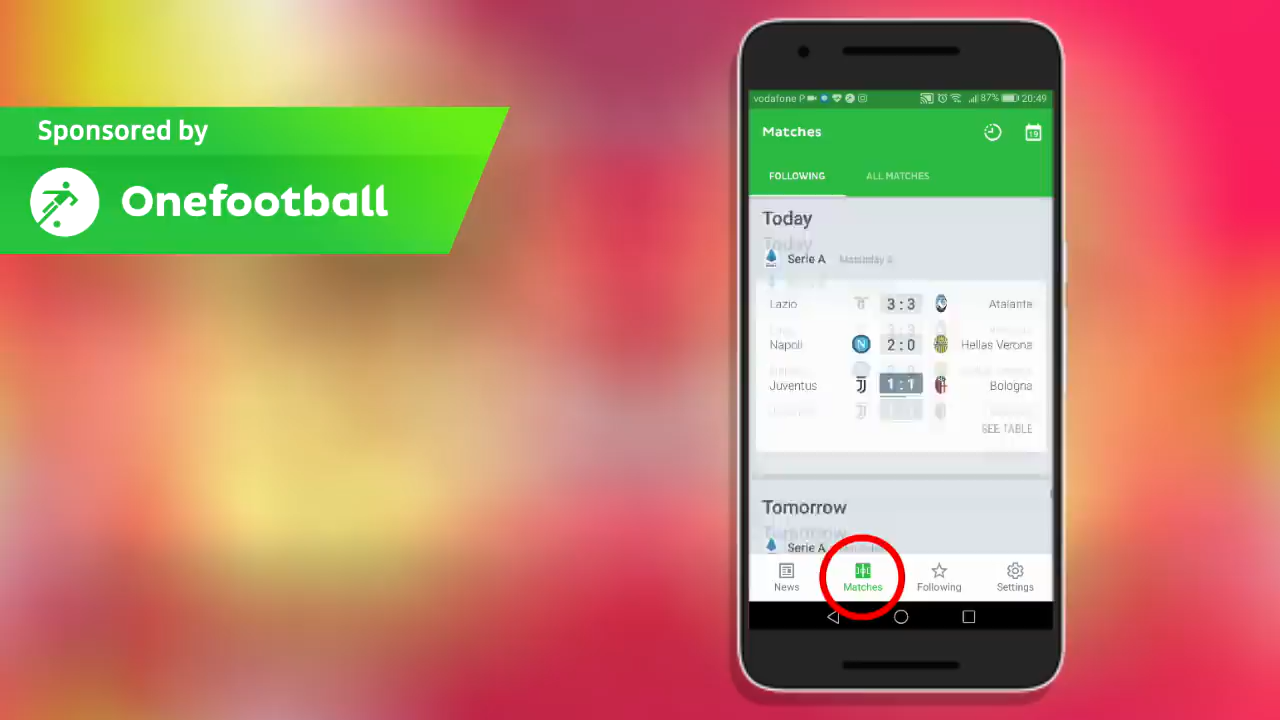 Sponsored by
Onefootball
vodafone P 87% 20:49
Matches 19
FOLLOWING ALL MATCHES
Today
Serie A
Lazio 3 : 3 Atalanta
Napoli 2 : 0 Hellas Verona
Juventus 1 : 1 Bologna
SEE TABLE
Tomorrow
Serie A
News Matches Following Settings